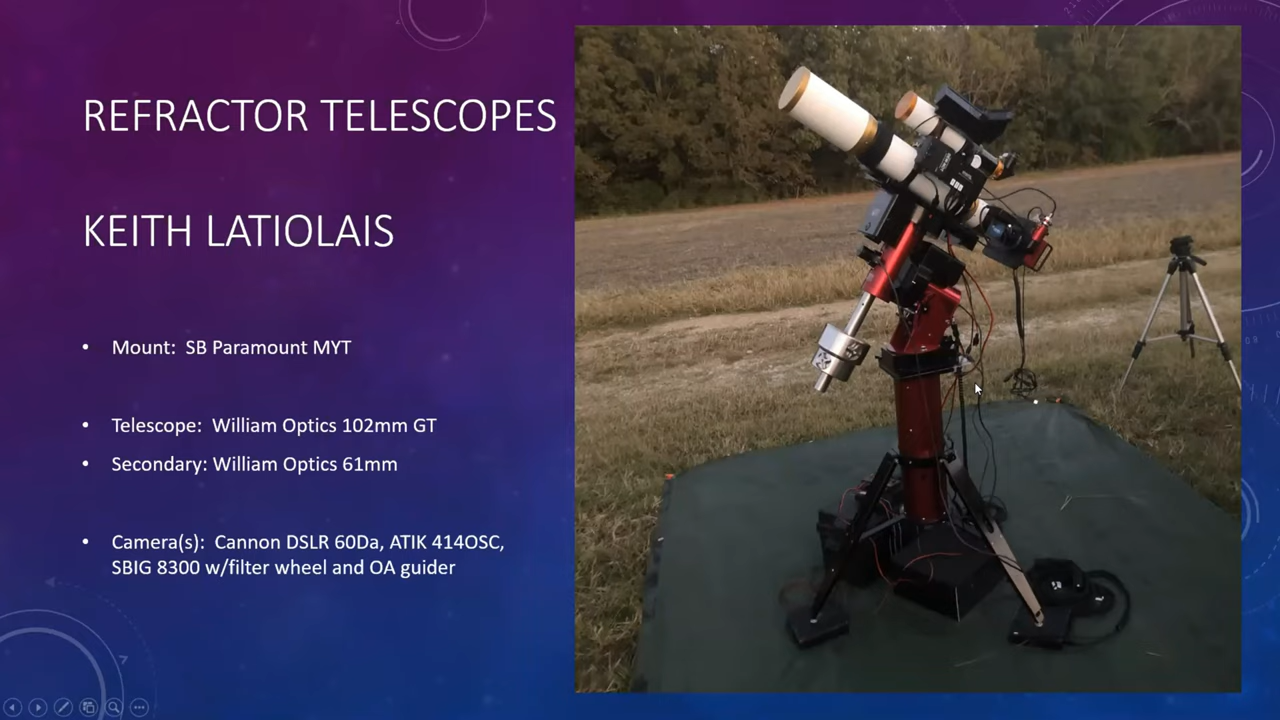 REFRACTOR TELESCOPES
KEITH LATIOLAIS
• Mount: SB Paramount MYT
• Telescope: William Optics 102mm GT
• Secondary: William Optics 61mm
• Camera(s): Cannon DSLR 60Da, ATIK 414OSC,
SBIG 8300 w/filter wheel and OA guider